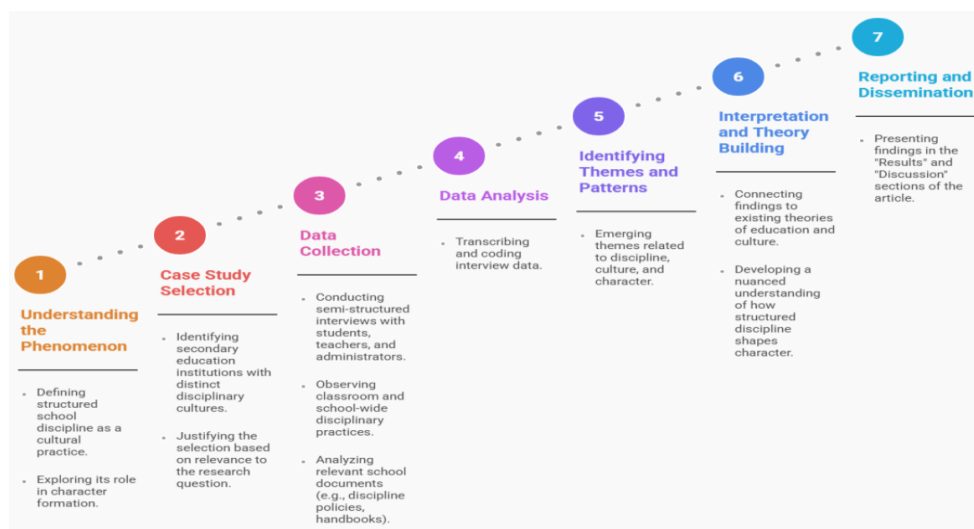 1
Understanding
the
Phenomenon
• Defining
structured
school
discipline as a
cultural
practice.
• Exploring its role
in character
formation.
2
Case Study
Selection
• Identifying
secondary
education
institutions with
distinct
disciplinary
cultures.
• Justifying the
selection based
on relevance to
the research
question.
3
Data
Collection
• Conducting
semi-structured
interviews with
students,
teachers, and
administrators.
• Observing
classroom and
school-wide
disciplinary
practices.
• Analyzing
relevant school
documents
(e.g., discipline
policies,
handbooks).
4
Data Analysis
• Transcribing
and coding
interview data.
5
Identifying
Themes and
Patterns
• Emerging
themes related
to discipline,
culture, and
character.
6
Interpretation
and Theory
Building
• Connecting
findings to
existing theories
of education and
culture.
• Developing a
nuanced
understanding
of how
structured
discipline
shapes
character.
7
Reporting and
Dissemination
• Presenting
findings in the
"Results" and
"Discussion"
sections of the
article.